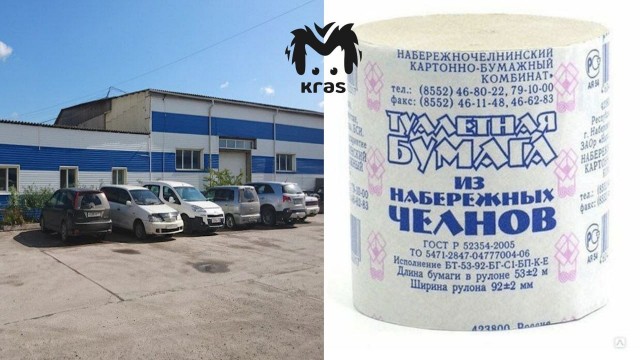 kras
НАБЕРЕЖНОЧЕЛНИНСКИЙ
КАРТОННО-БУМАЖНЫЙ
КОМБИНАТ»
тел.: (8552) 46-80-22, 79-10-00
факс: (8552) 46-11-48, 46-62-83
ТУАЛЕТНАЯ
БУМАГА
ИЗ
НАБЕРЕЖНЫХ
ЧЕЛНОВ
ГОСТ Р 52354-2005
ТО 5471-2847-04777004-06
Исполнение БТ-53-92-БГ-С1-БП-К-Е
Длина бумаги в рулоне 53±2 м
Ширина рулона 92±2 мм
423800 Россия